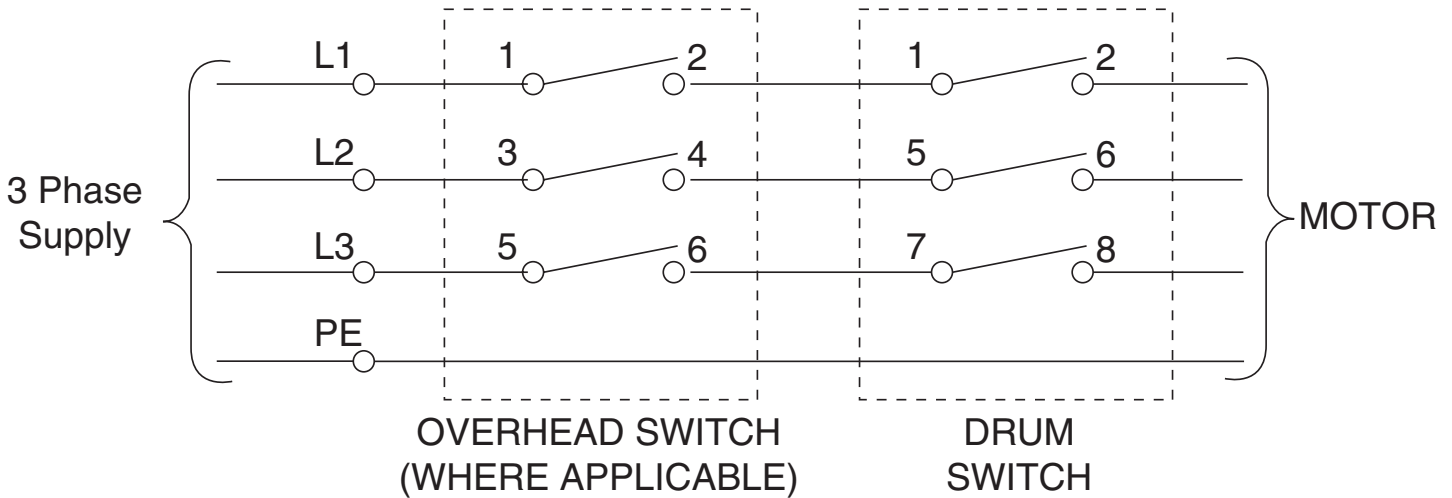 L1 1 2 1 2
L2 3 4 5 6
3 Phase
Supply
MOTOR
L3 5 6 7 8
PE
OVERHEAD SWITCH
(WHERE APPLICABLE)
DRUM
SWITCH